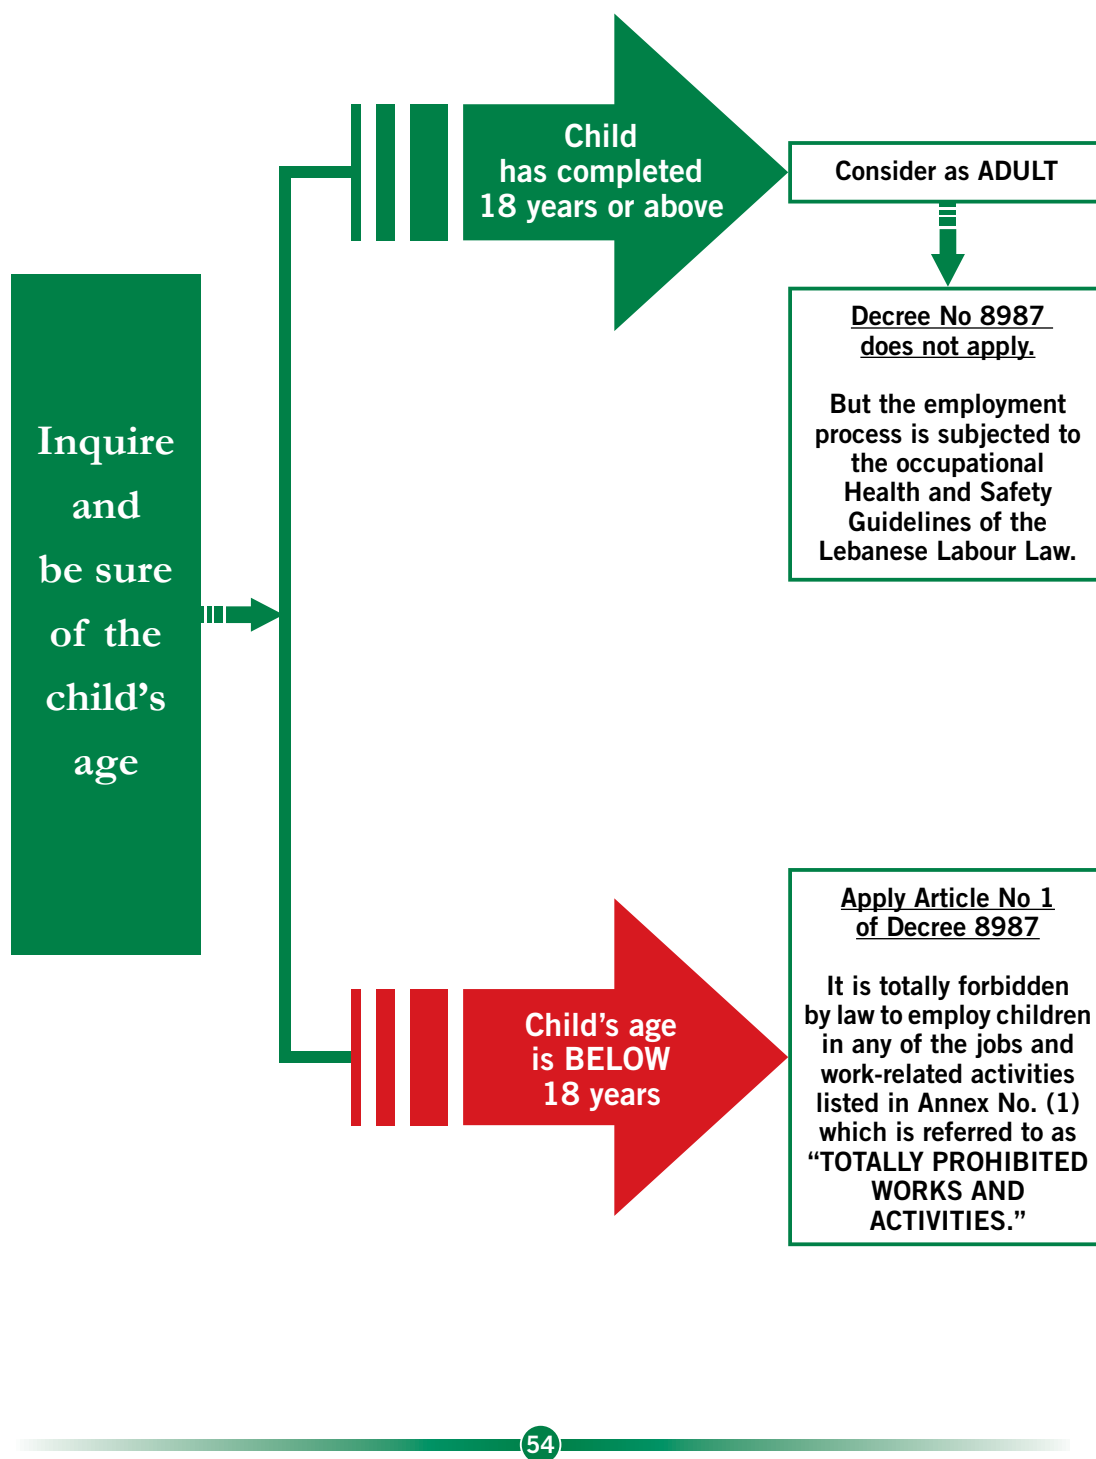 Inquire
and
be sure
of the
child’s
age
Child
has completed
18 years or above
Consider as ADULT
Decree No 8987
does not apply.
But the employment
process is subjected to
the occupational
Health and Safety
Guidelines of the
Lebanese Labour Law.
Child’s age
is BELOW
18 years
Apply Article No 1
of Decree 8987
It is totally forbidden
by law to employ children
in any of the jobs and
work-related activities
listed in Annex No. (1)
which is referred to as
“TOTALLY PROHIBITED
WORKS AND
ACTIVITIES.”
54